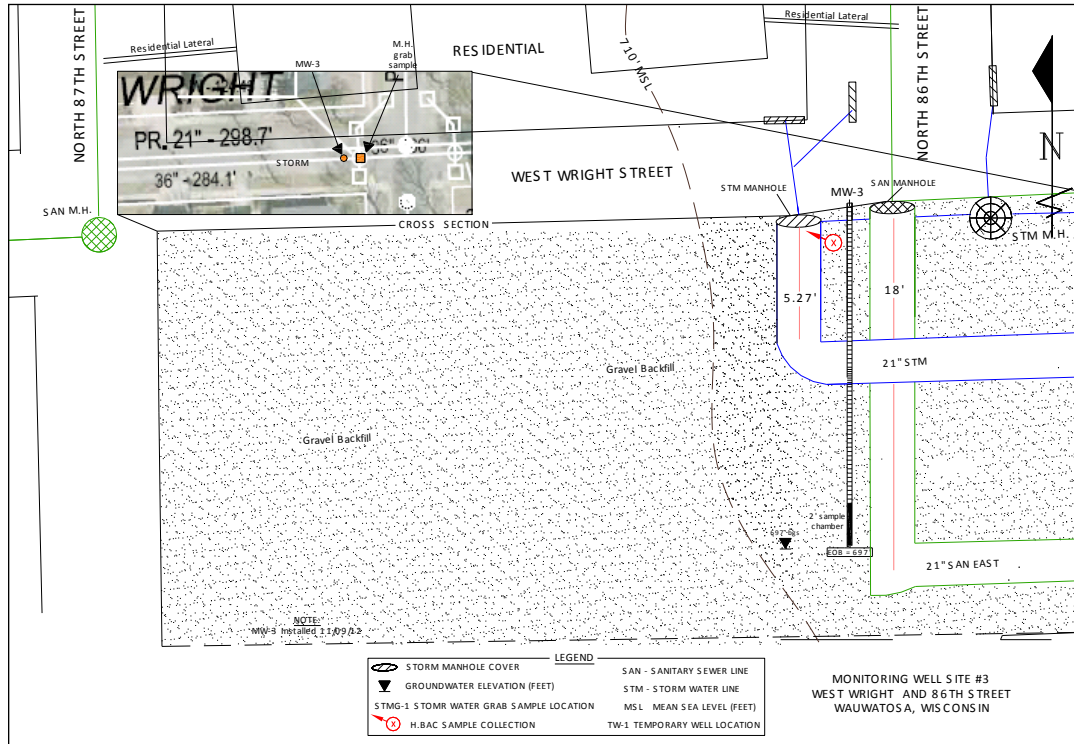 NORTH 87TH STREET
Residential Lateral
RESIDENTIAL
710' MSL
Residential Lateral
NORTH 86TH STREET
N
MW-3
M.H.
grab
sample
WRIGHT
PR. 21" - 298.7'
STORM
36" -284.1'
WEST WRIGHT STREET
SAN M.H.
CROSS SECTION
STM MANHOLE
MW-3
SAN MANHOLE
STM M.H.
X
5.27'
18'
21" STM
Gravel Backfill
Gravel Backfill
2' sample
chamber
697' bgs
EOB = 697
21" SAN EAST
NOTE:
MW-3 Installed 11/09/12
LEGEND
STORM MANHOLE COVER
GROUNDWATER ELEVATION (FEET)
STMG-1 STOMR WATER GRAB SAMPLE LOCATION
X H.BAC SAMPLE COLLECTION
SAN - SANITARY SEWER LINE
STM - STORM WATER LINE
MSL MEAN SEA LEVEL (FEET)
TW-1 TEMPORARY WELL LOCATION
MONITORING WELL SITE #3
WEST WRIGHT AND 86TH STREET
WAUWATOSA, WISCONSIN